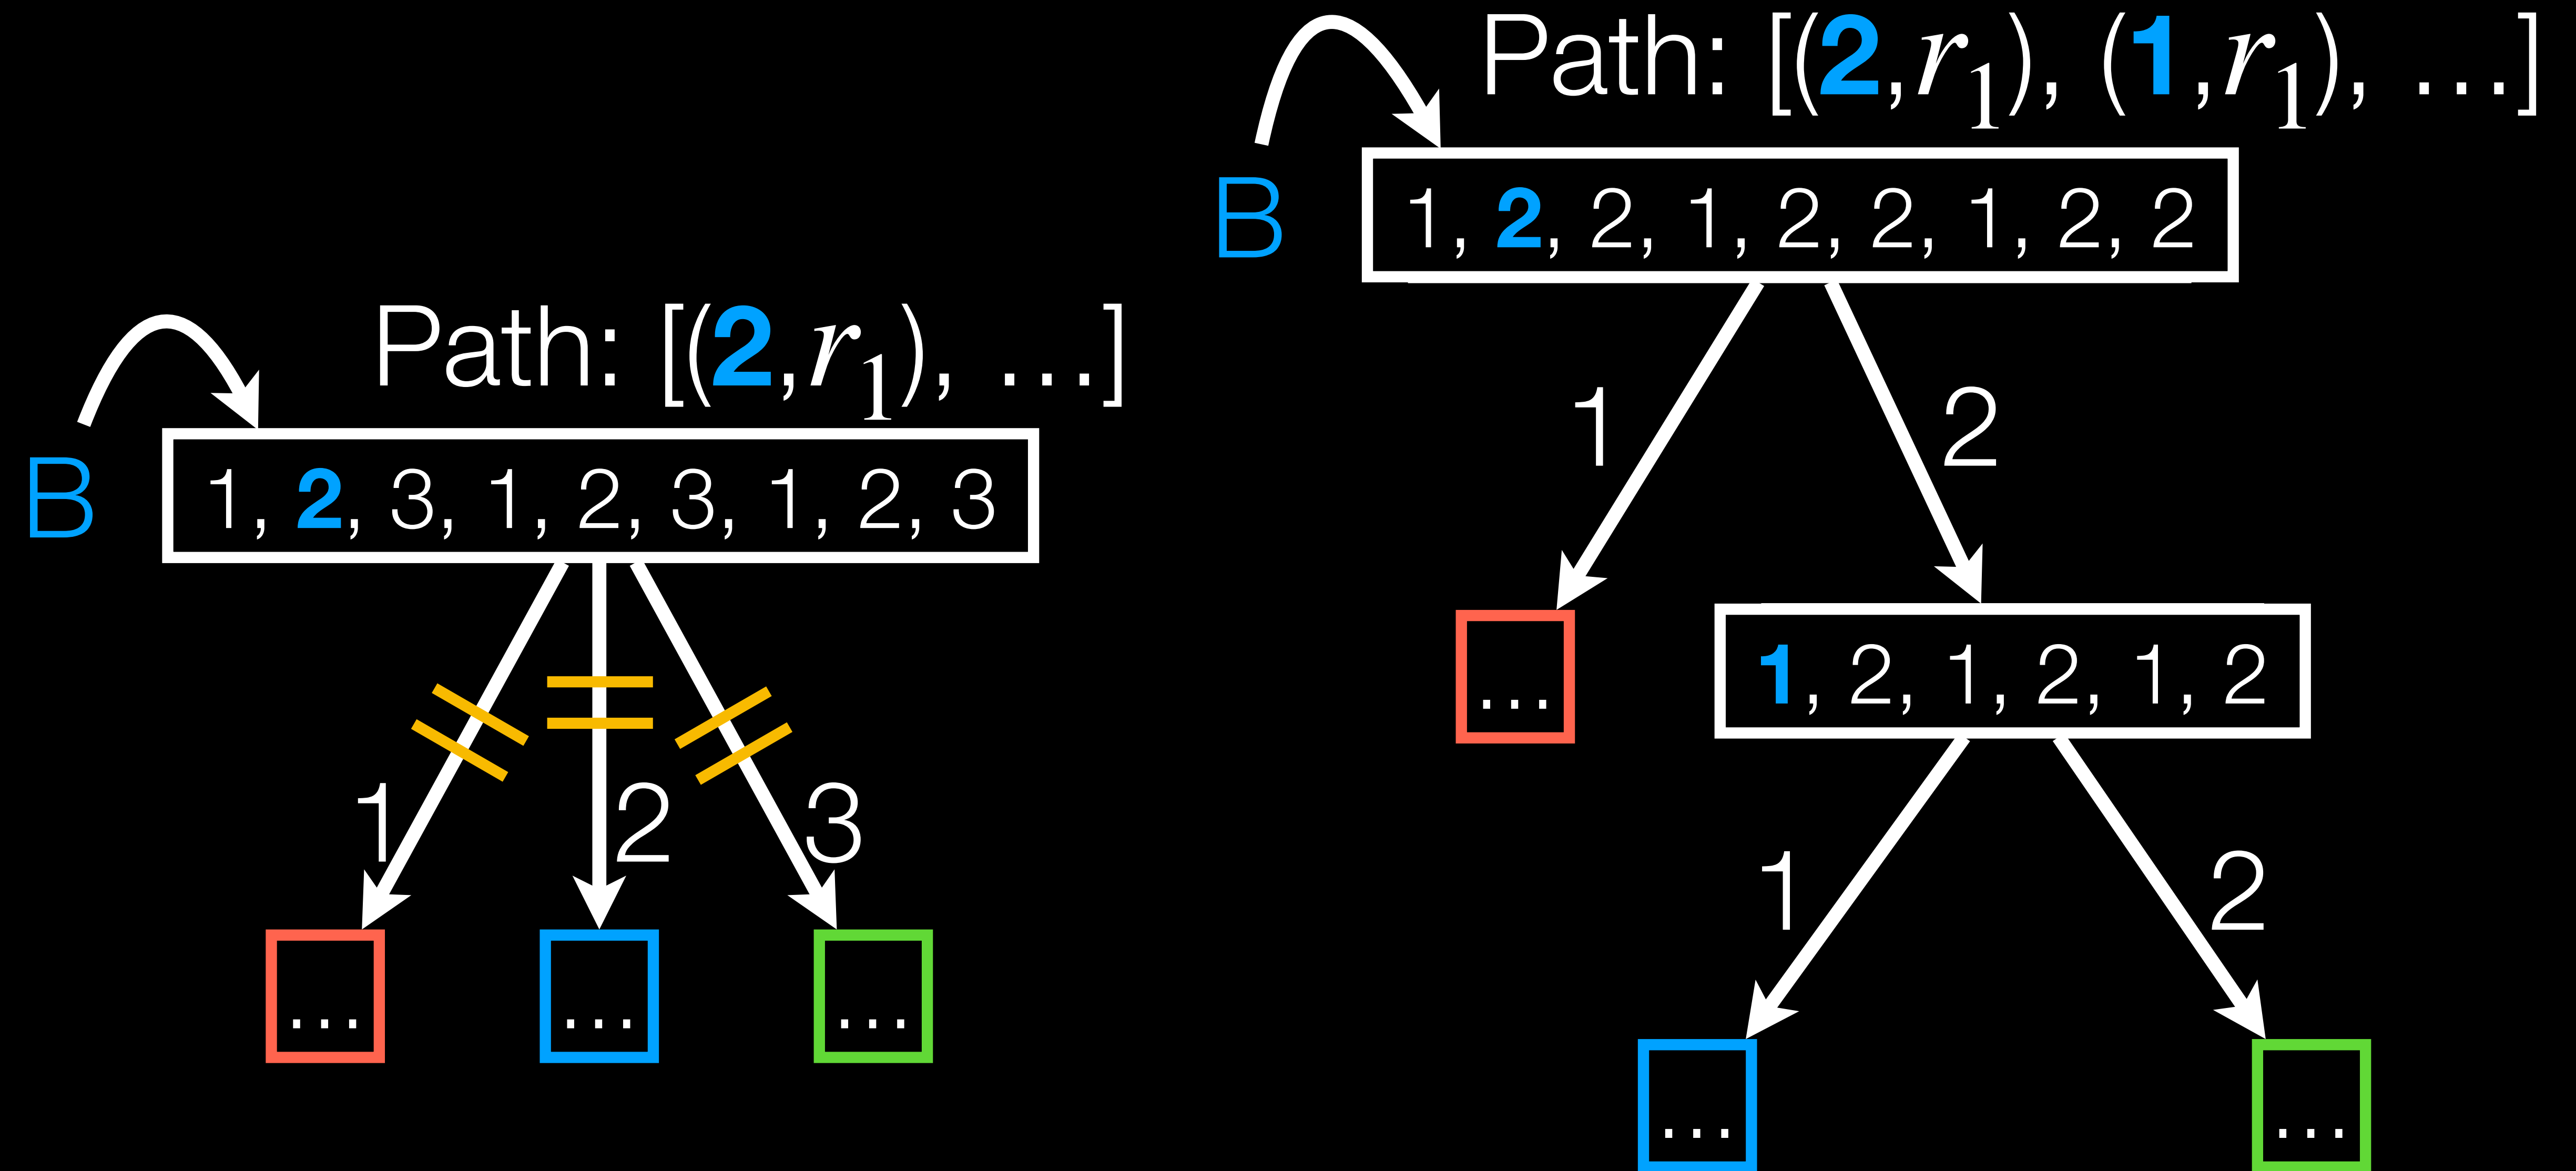 Path: [(2,r₁), …]
B
1, 2, 3, 1, 2, 3, 1, 2, 3
1
2
3
…
…
…
Path: [(2,r₁), (1,r₁), …]
B
1, 2, 2, 1, 2, 2, 1, 2, 2
1
2
…
1, 2, 1, 2, 1, 2
1
2
…
…